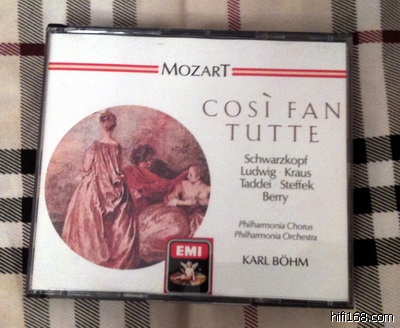 MOZART
COSÌ FAN
TUTTE
Schwarzkopf
Ludwig · Kraus
Taddei · Steffek
Berry
Philharmonia Chorus
Philharmonia Orchestra
KARL BÖHM
EMI
hifi168.com